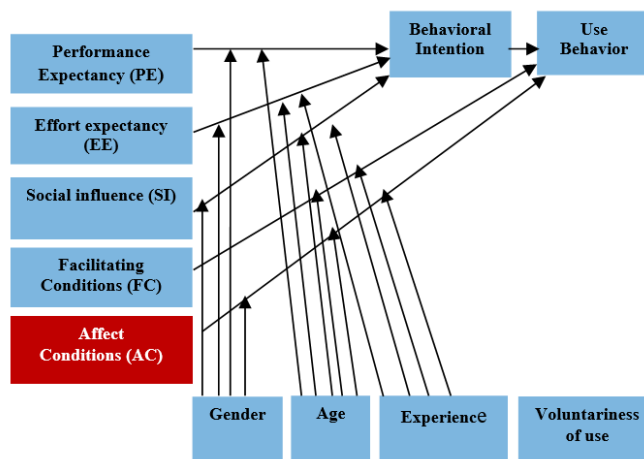 Performance
Expectancy (PE)
Behavioral
Intention
Use
Behavior
Effort expectancy
(EE)
Social influence (SI)
Facilitating
Conditions (FC)
Affect
Conditions (AC)
Gender
Age
Experience
Voluntariness
of use